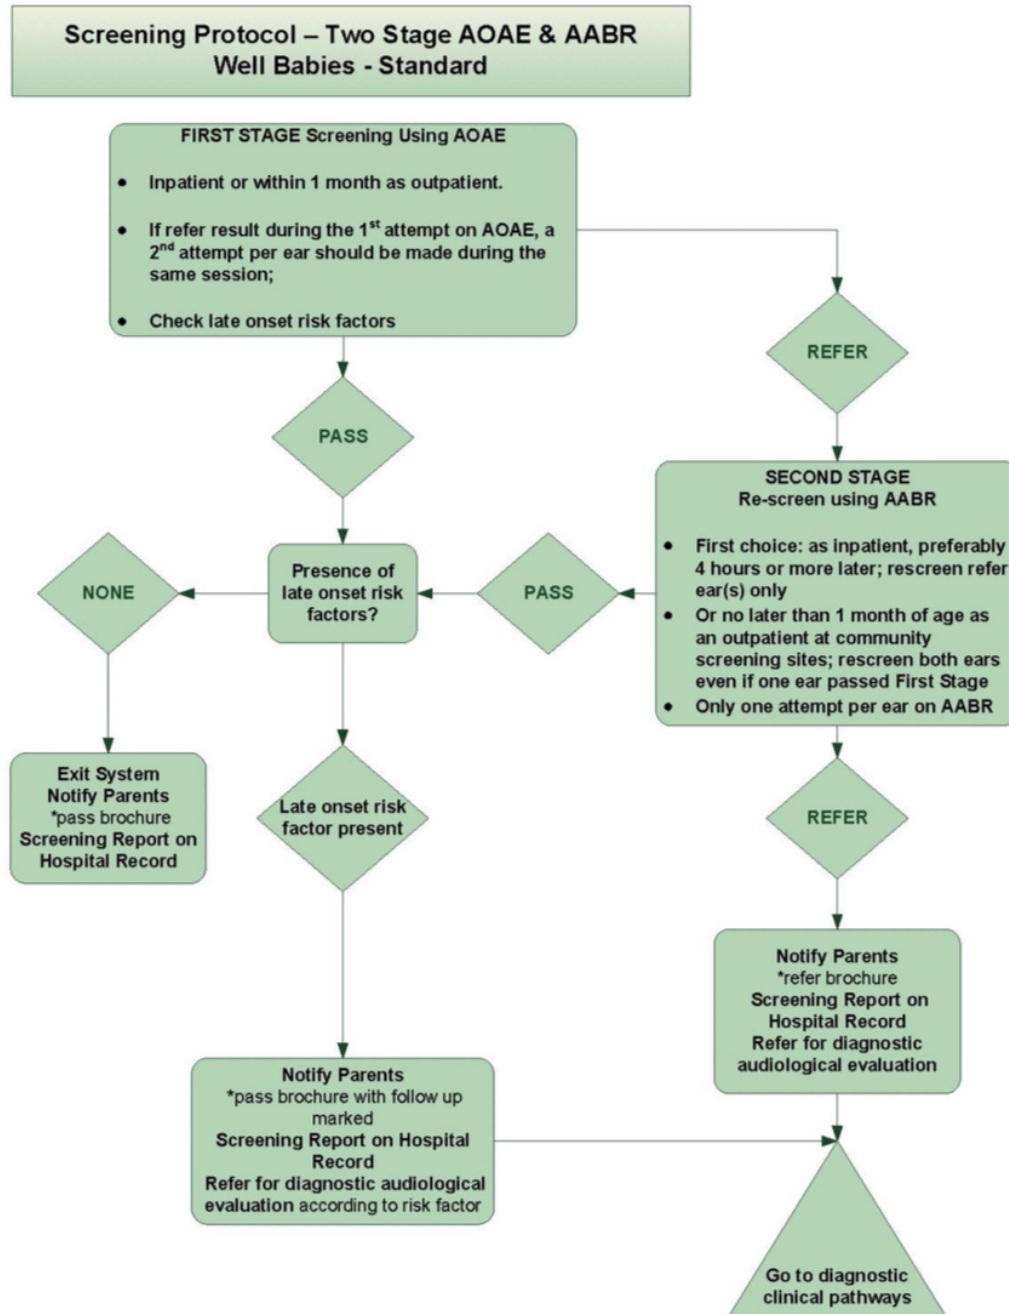 Screening Protocol – Two Stage AOAE & AABR
Well Babies - Standard
FIRST STAGE Screening Using AOAE
• Inpatient or within 1 month as outpatient.
• If refer result during the 1st attempt on AOAE, a
2nd attempt per ear should be made during the
same session;
• Check late onset risk factors
REFER
PASS
SECOND STAGE
Re-screen using AABR
• First choice: as inpatient, preferably
4 hours or more later; rescreen refer
ear(s) only
• Or no later than 1 month of age as
an outpatient at community
screening sites; rescreen both ears
even if one ear passed First Stage
• Only one attempt per ear on AABR
PASS
Presence of
late onset risk
factors?
NONE
Exit System
Notify Parents
*pass brochure
Screening Report on
Hospital Record
Late onset risk
factor present
REFER
Notify Parents
*refer brochure
Screening Report on
Hospital Record
Refer for diagnostic
audiological evaluation
Notify Parents
*pass brochure with follow up
marked
Screening Report on Hospital
Record
Refer for diagnostic audiological
evaluation according to risk factor
Go to diagnostic
clinical pathways